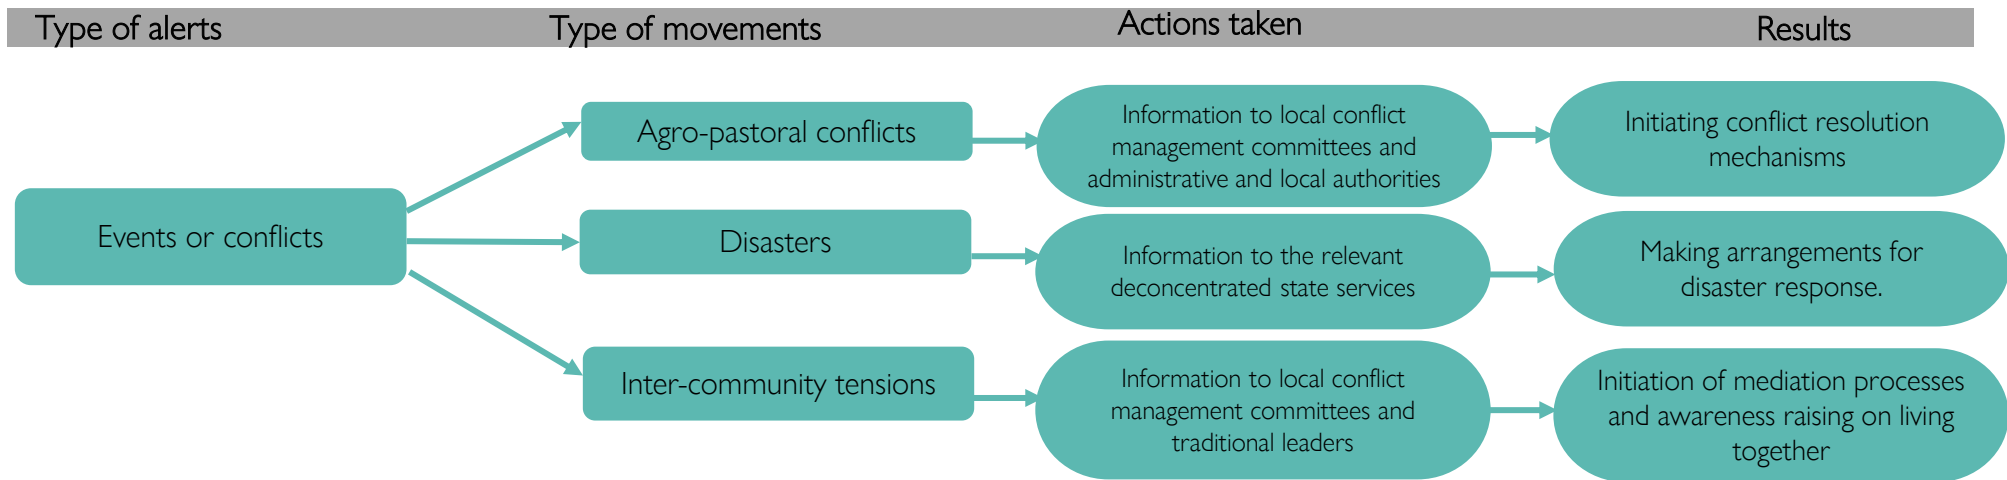 Type of alerts
Type of movements
Actions taken
Results
Events or conflicts
Agro-pastoral conflicts
Information to local conflict
management committees and
administrative and local authorities
Initiating conflict resolution
mechanisms
Disasters
Information to the relevant
deconcentrated state services
Making arrangements for
disaster response.
Inter-community tensions
Information to local conflict
management committees and
traditional leaders
Initiation of mediation processes
and awareness raising on living
together